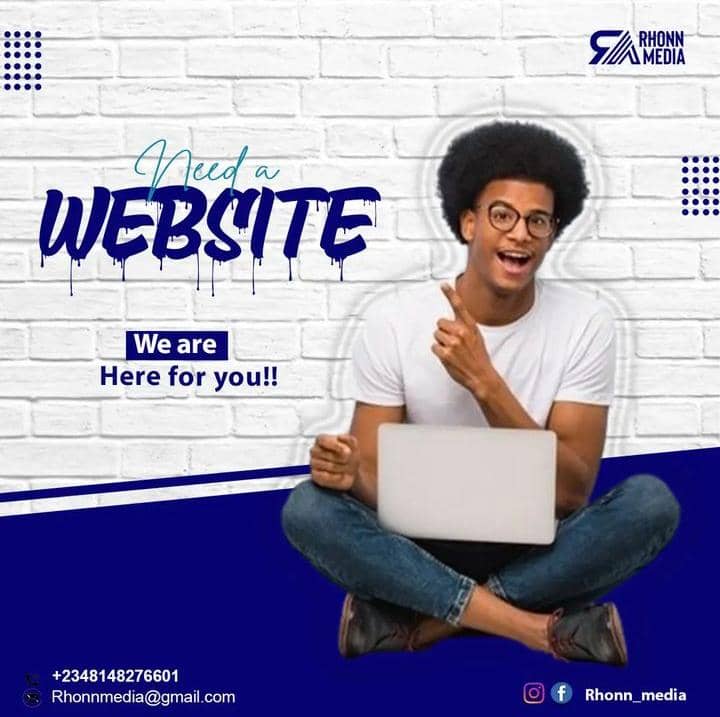 RHONN
MEDIA
Need a
WEBSITE
We are
Here for you!!
+2348148276601
Rhonnmedia@gmail.com
Rhonn_media